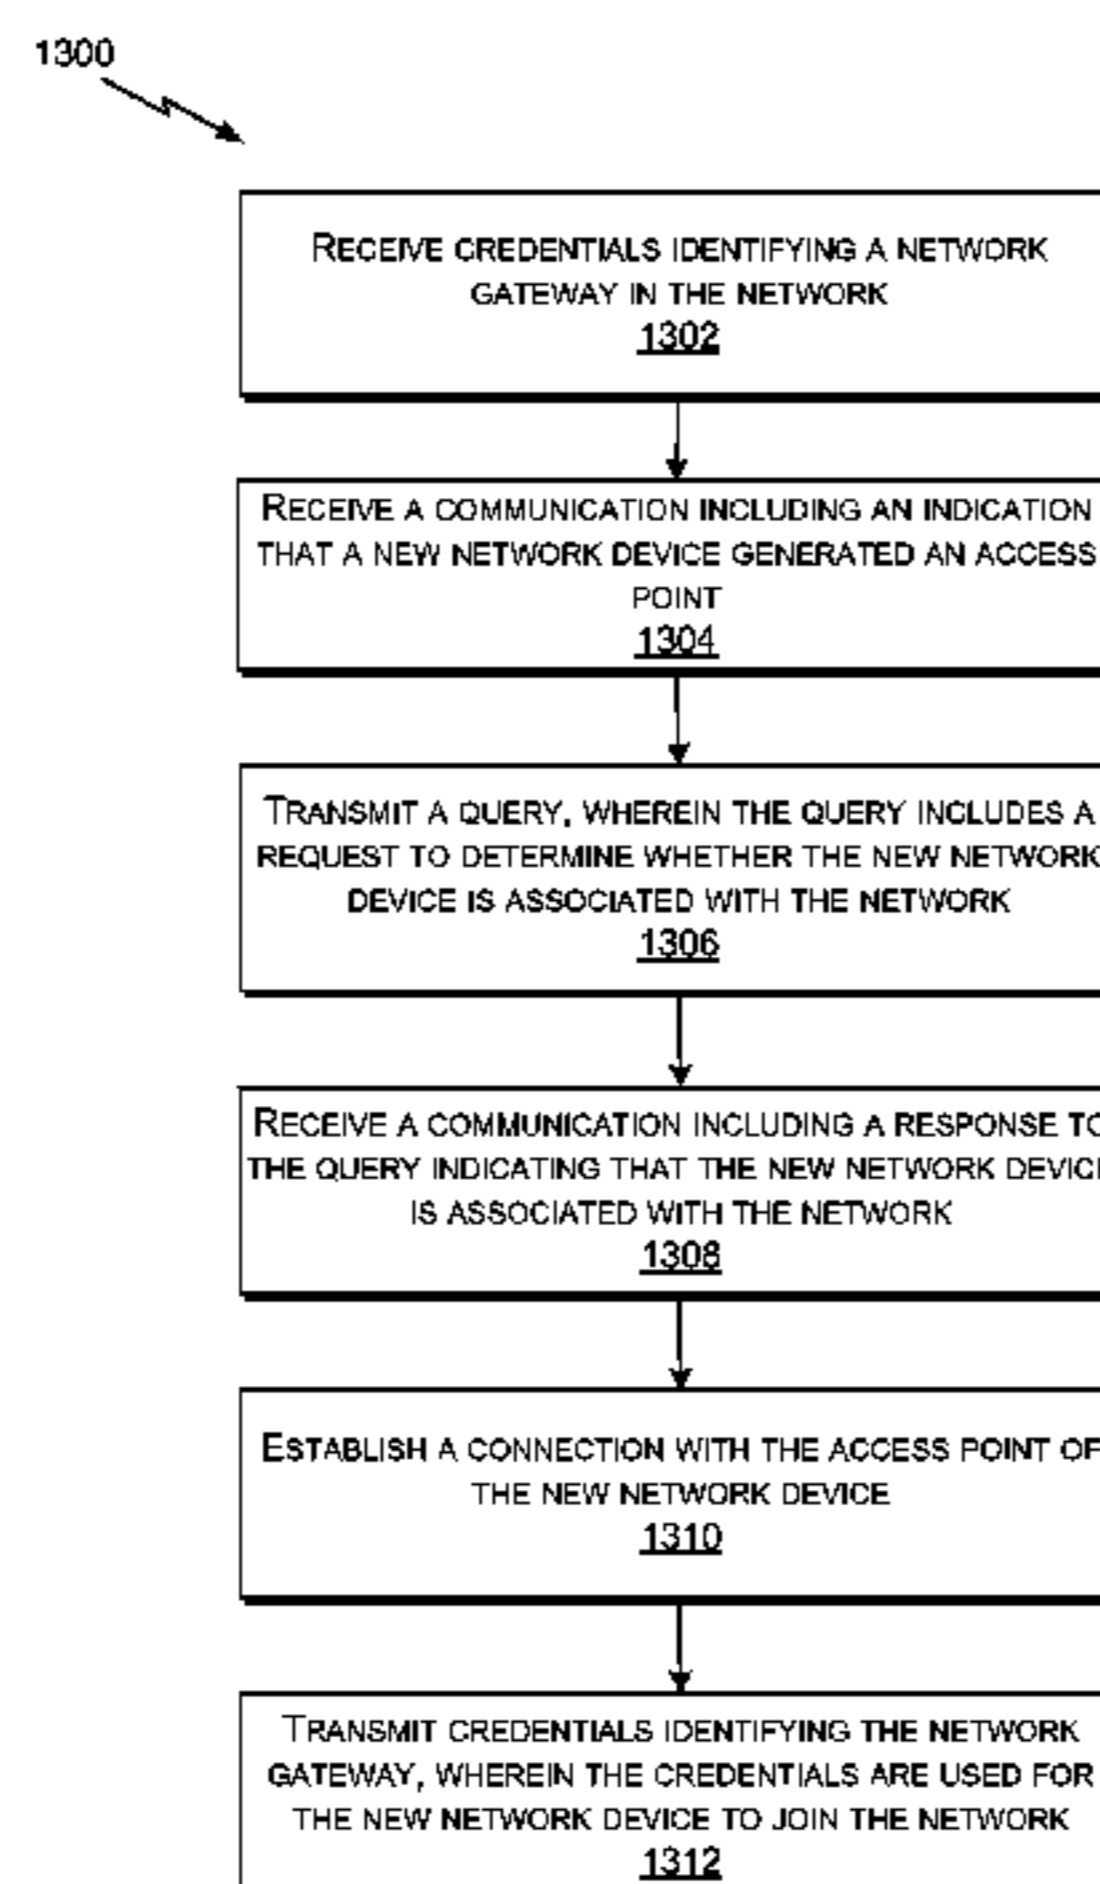 1300
RECEIVE CREDENTIALS IDENTIFYING A NETWORK
GATEWAY IN THE NETWORK
1302
RECEIVE A COMMUNICATION INCLUDING AN INDICATION
THAT A NEW NETWORK DEVICE GENERATED AN ACCESS
POINT
1304
TRANSMIT A QUERY, WHEREIN THE QUERY INCLUDES A
REQUEST TO DETERMINE WHETHER THE NEW NETWORK
DEVICE IS ASSOCIATED WITH THE NETWORK
1306
RECEIVE A COMMUNICATION INCLUDING A RESPONSE TO
THE QUERY INDICATING THAT THE NEW NETWORK DEVICE
IS ASSOCIATED WITH THE NETWORK
1308
ESTABLISH A CONNECTION WITH THE ACCESS POINT OF
THE NEW NETWORK DEVICE
1310
TRANSMIT CREDENTIALS IDENTIFYING THE NETWORK
GATEWAY, WHEREIN THE CREDENTIALS ARE USED FOR
THE NEW NETWORK DEVICE TO JOIN THE NETWORK
1312